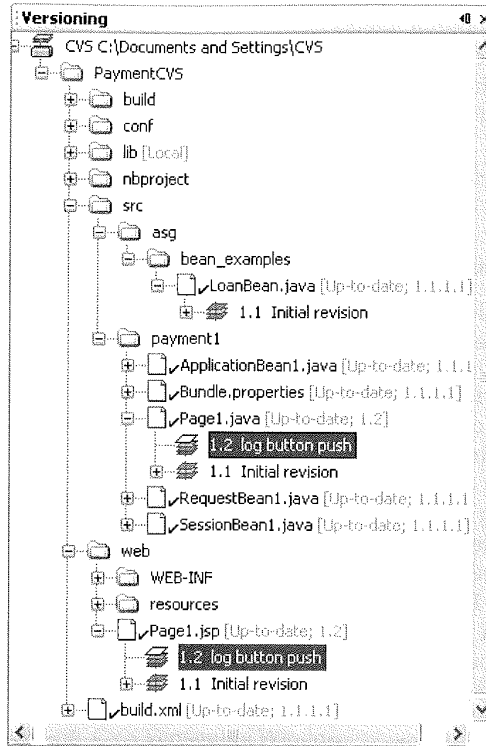 Versioning
CVS C:\Documents and Settings\CVS
PaymentCVS
build
conf
lib [Local]
nbproject
src
asg
bean_examples
LoanBean.java [Up-to-date; 1.1.1.1]
1.1 Initial revision
payment1
ApplicationBean1.java [Up-to-date; 1.1.1
Bundle.properties [Up-to-date; 1.1.1.1]
Page1.java [Up-to-date; 1.2]
1.2 log button push
1.1 Initial revision
RequestBean1.java [Up-to-date; 1.1.1.1
SessionBean1.java [Up-to-date; 1.1.1.1]
web
WEB-INF
resources
Page1.jsp [Up-to-date; 1.2]
1.2 log button push
1.1 Initial revision
build.xml [Up-to-date; 1.1.1.1]